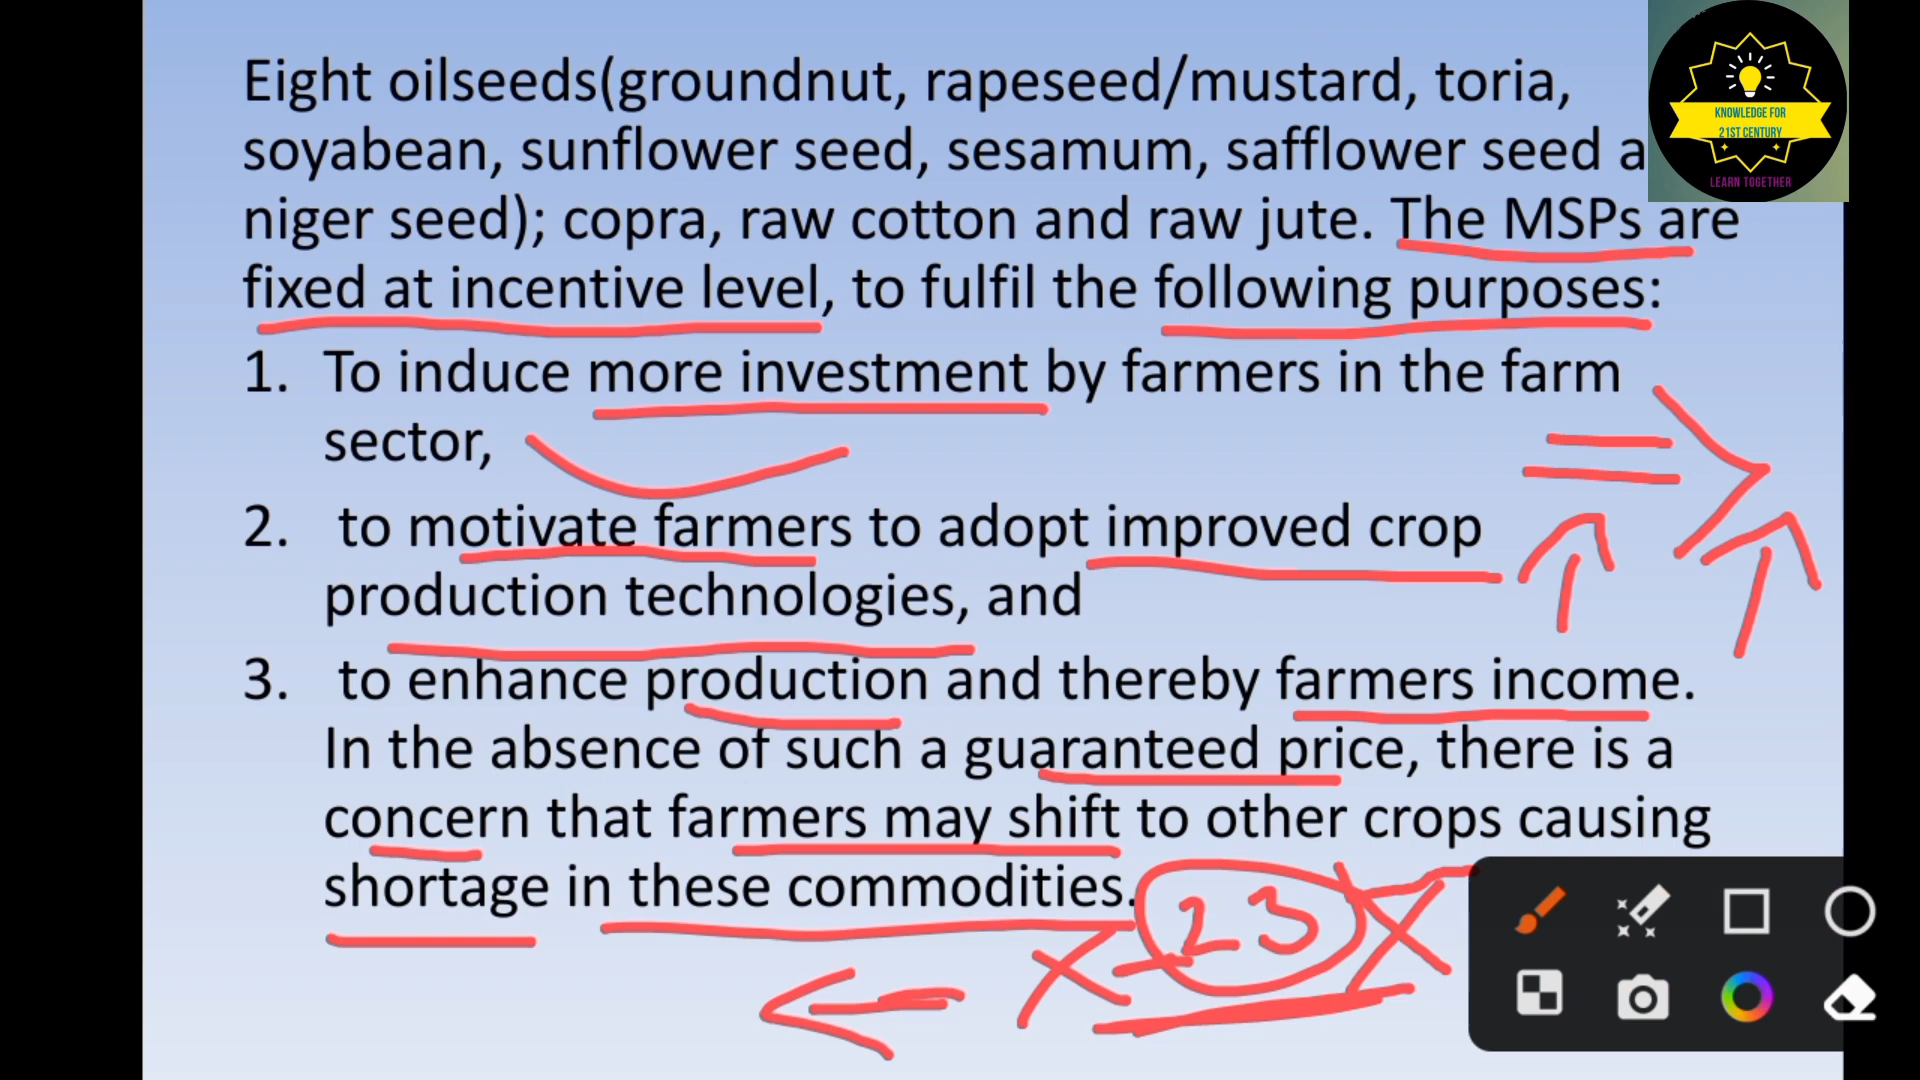 Eight oilseeds(groundnut, rapeseed/mustard, toria,
soyabean, sunflower seed, sesamum, safflower seed a
niger seed); copra, raw cotton and raw jute. The MSPs are
fixed at incentive level, to fulfil the following purposes:
1. To induce more investment by farmers in the farm
sector,
2. to motivate farmers to adopt improved crop
production technologies, and
3. to enhance production and thereby farmers income.
In the absence of such a guaranteed price, there is a
concern that farmers may shift to other crops causing
shortage in these commodities.
23
KNOWLEDGE FOR
21ST CENTURY
LEARN TOGETHER